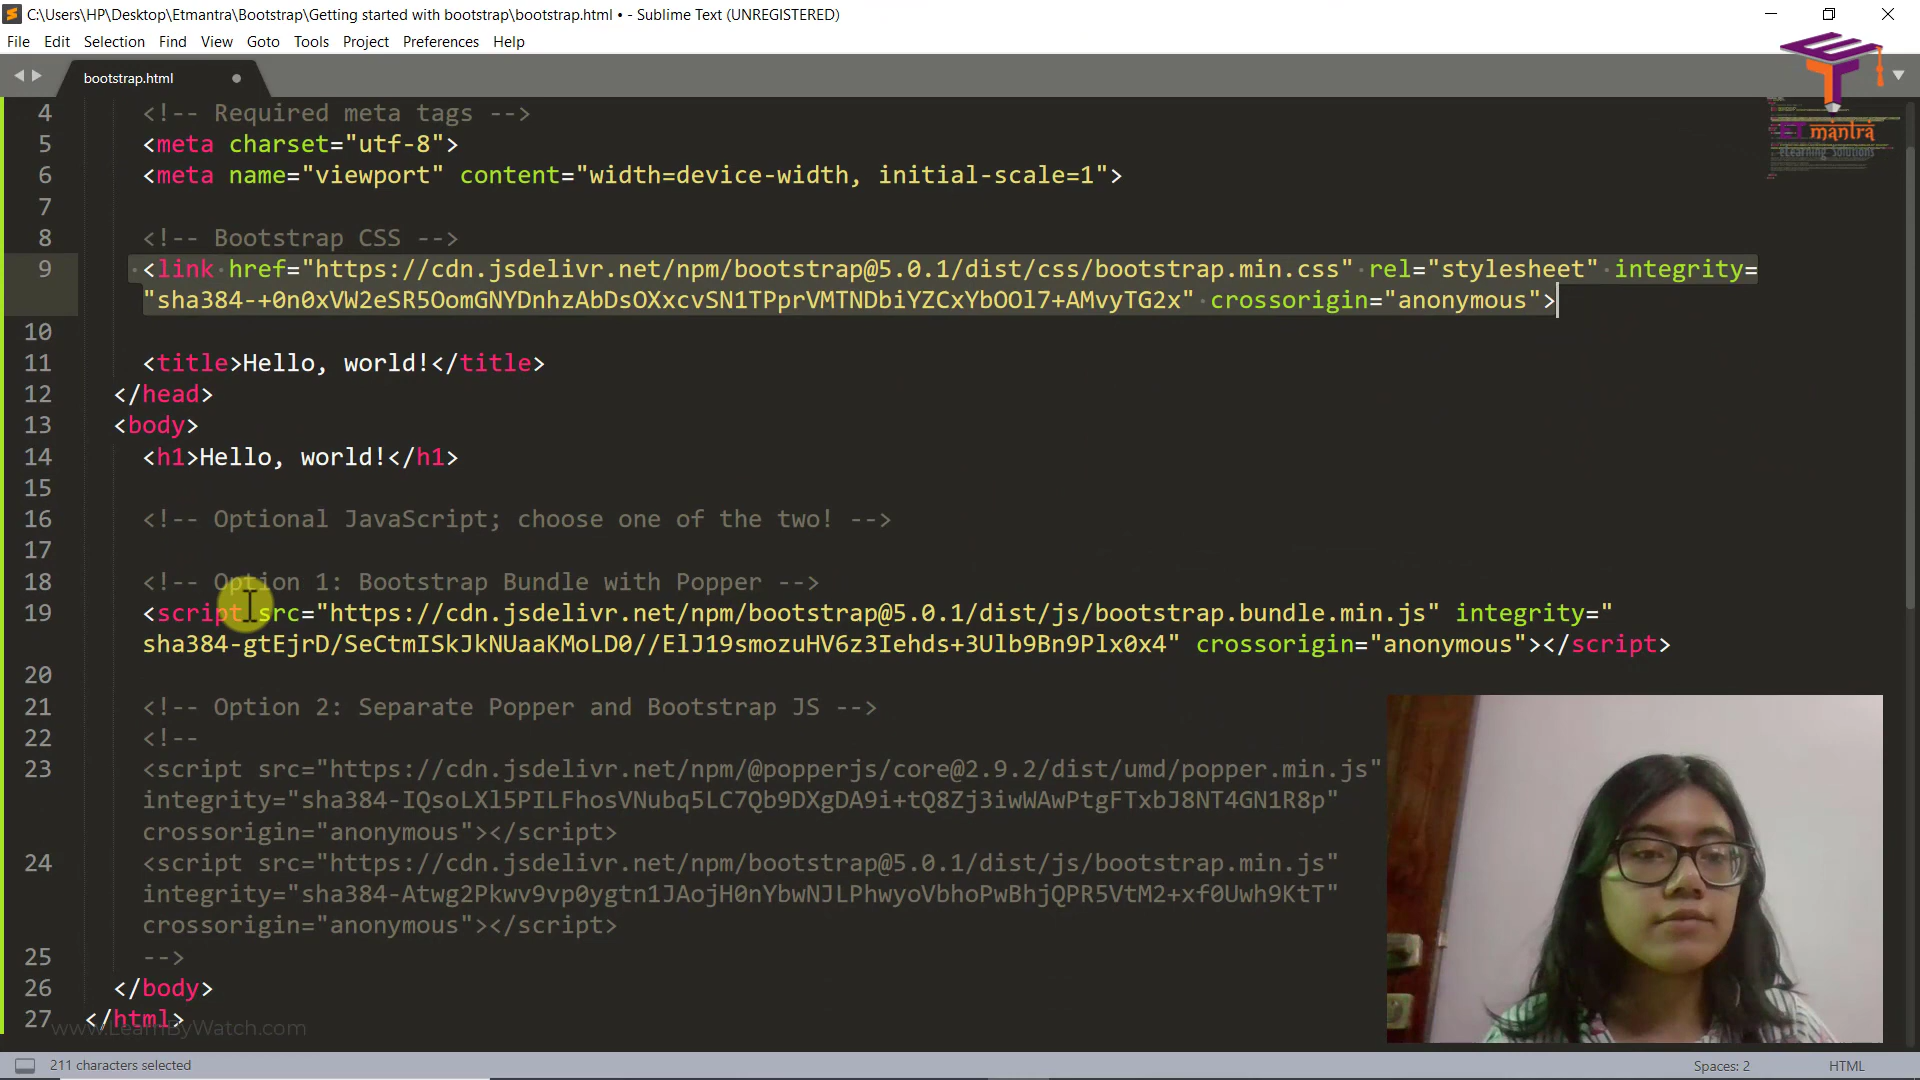 C:\Users\HP\Desktop\Etmantra\Bootstrap\Getting started with bootstrap\bootstrap.html • - Sublime Text (UNREGISTERED)
File Edit Selection Find View Goto Tools Project Preferences Help
bootstrap.html
ET मantra
eLearning Solutions
4 <!-- Required meta tags -->
5 <meta charset="utf-8">
6 <meta name="viewport" content="width=device-width, initial-scale=1">
7
8 <!-- Bootstrap CSS -->
9 <link href="https://cdn.jsdelivr.net/npm/bootstrap@5.0.1/dist/css/bootstrap.min.css" rel="stylesheet" integrity=
"sha384-+0n0xVW2eSR5OomGNYDnhzAbDsOXxcvSN1TPprVMTNDbiYZCxYbOOl7+AMvyTG2x" crossorigin="anonymous">
10
11 <title>Hello, world!</title>
12 </head>
13 <body>
14 <h1>Hello, world!</h1>
15
16 <!-- Optional JavaScript; choose one of the two! -->
17
18 <!-- Option 1: Bootstrap Bundle with Popper -->
19 <script src="https://cdn.jsdelivr.net/npm/bootstrap@5.0.1/dist/js/bootstrap.bundle.min.js" integrity="
sha384-gtEjrD/SeCtmISkJkNUaaKMoLD0//ElJ19smozuHV6z3Iehds+3Ulb9Bn9Plx0x4" crossorigin="anonymous"></script>
20
21 <!-- Option 2: Separate Popper and Bootstrap JS -->
22 <!--
23 <script src="https://cdn.jsdelivr.net/npm/@popperjs/core@2.9.2/dist/umd/popper.min.js"
integrity="sha384-IQsoLXl5PILFhosVNubq5LC7Qb9DXgDA9i+tQ8Zj3iwWAwPtgFTxbJ8NT4GN1R8p"
crossorigin="anonymous"></script>
24 <script src="https://cdn.jsdelivr.net/npm/bootstrap@5.0.1/dist/js/bootstrap.min.js"
integrity="sha384-Atwg2Pkwv9vp0ygtn1JAojH0nYbwNJLPhwyoVbhoPwBhjQPR5VtM2+xf0Uwh9KtT"
crossorigin="anonymous"></script>
25 -->
26 </body>
27 </html>
www.LearnByWatch.com
211 characters selected
Spaces: 2
HTML